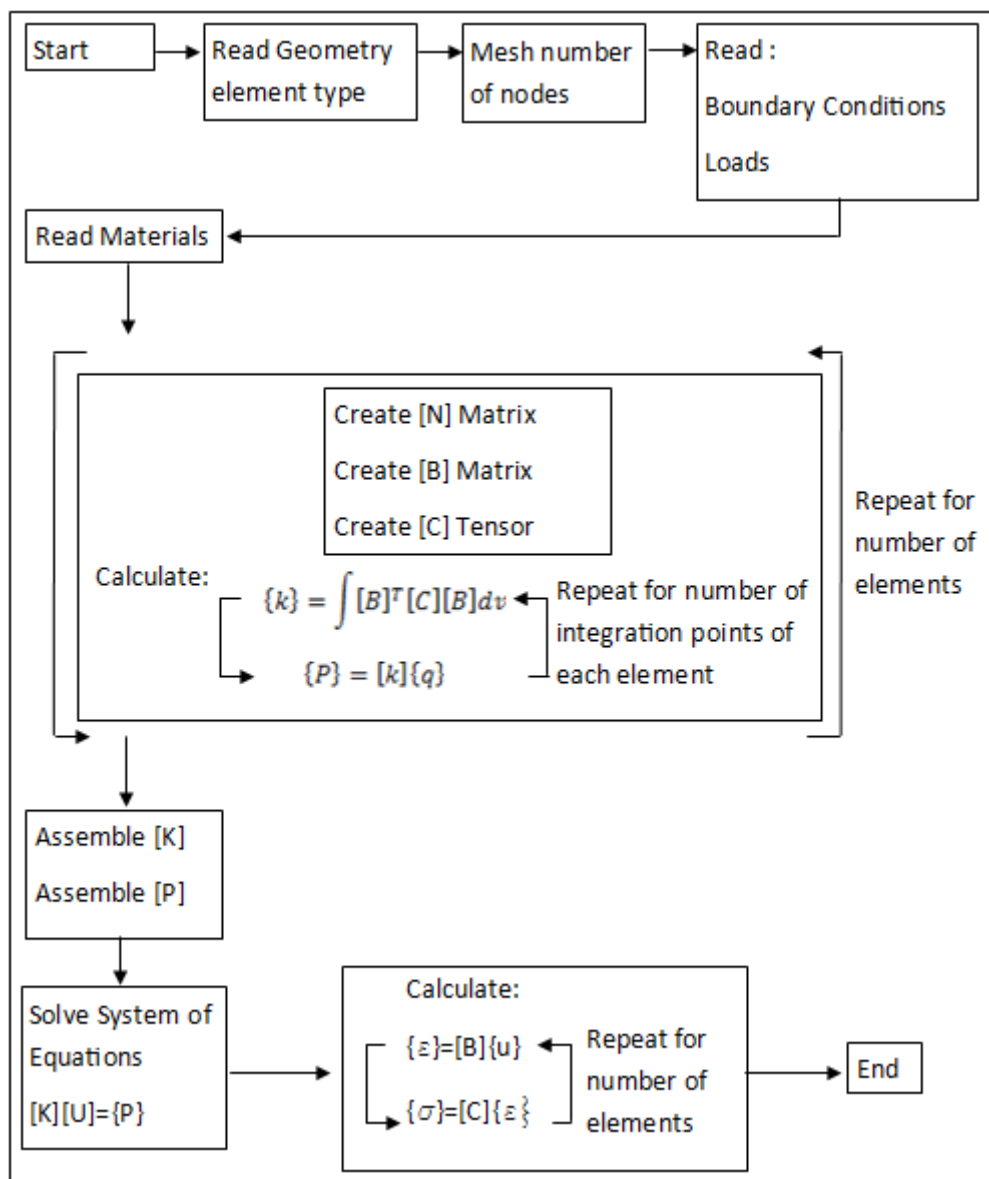 Start
Read Geometry
element type
Mesh number
of nodes
Read :
Boundary Conditions
Loads
Read Materials
Create [N] Matrix
Create [B] Matrix
Create [C] Tensor
Calculate:
{k} = ∫[B]ᵀ[C][B]dv
{P} = [k]{q}
Repeat for number of
integration points of
each element
Repeat for
number of
elements
Assemble [K]
Assemble [P]
Solve System of
Equations
[K][U]={P}
Calculate:
{ε}=[B]{u}
{σ}=[C]{ε}
Repeat for
number of
elements
End